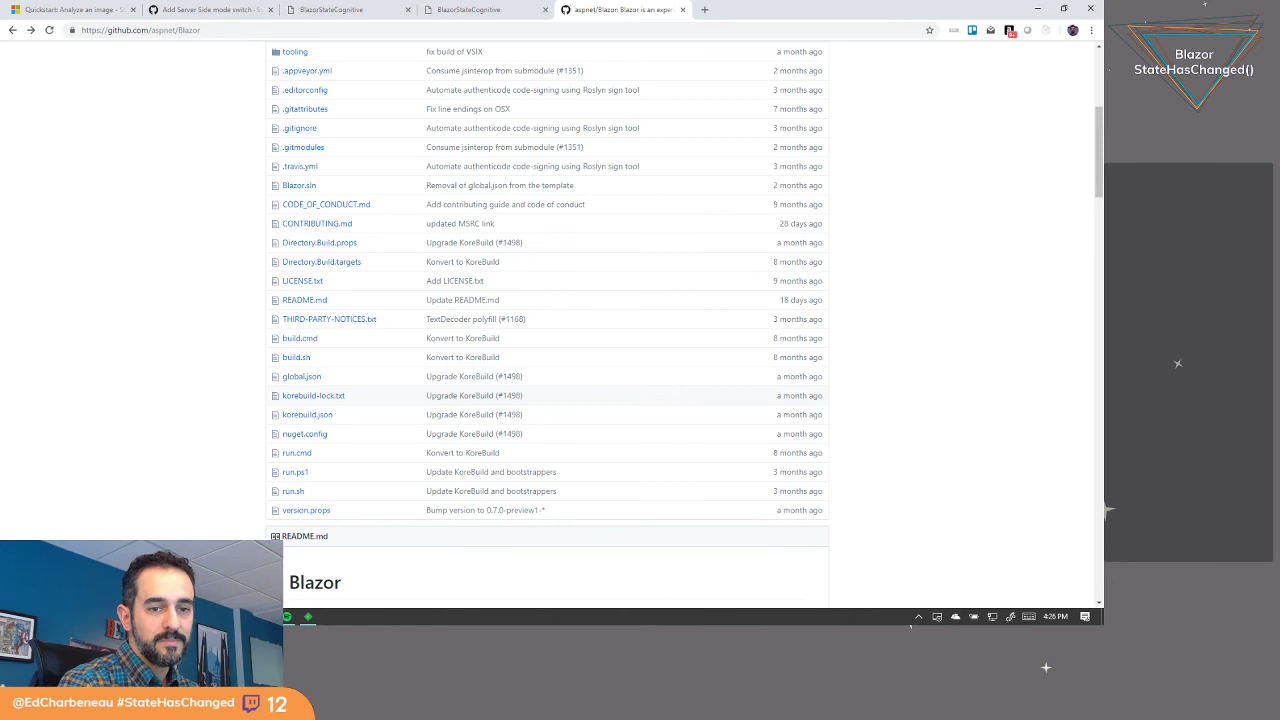 Quickstart: Analyze an image - S
Add Server Side mode switch - S
BlazorStateCognitive
BlazorStateCognitive
aspnet/Blazor: Blazor is an exper
https://github.com/aspnet/Blazor
tooling fix build of VSIX a month ago
.appveyor.yml Consume jsinterop from submodule (#1351) 2 months ago
.editorconfig Automate authenticode code-signing using Roslyn sign tool 3 months ago
.gitattributes Fix line endings on OSX 7 months ago
.gitignore Automate authenticode code-signing using Roslyn sign tool 3 months ago
.gitmodules Consume jsinterop from submodule (#1351) 2 months ago
.travis.yml Automate authenticode code-signing using Roslyn sign tool 3 months ago
Blazor.sln Removal of global.json from the template 2 months ago
CODE_OF_CONDUCT.md Add contributing guide and code of conduct 9 months ago
CONTRIBUTING.md updated MSRC link 28 days ago
Directory.Build.props Upgrade KoreBuild (#1498) a month ago
Directory.Build.targets Konvert to KoreBuild 8 months ago
LICENSE.txt Add LICENSE.txt 9 months ago
README.md Update README.md 18 days ago
THIRD-PARTY-NOTICES.txt TextDecoder polyfill (#1168) 3 months ago
build.cmd Konvert to KoreBuild 8 months ago
build.sh Konvert to KoreBuild 8 months ago
global.json Upgrade KoreBuild (#1498) a month ago
korebuild-lock.txt Upgrade KoreBuild (#1498) a month ago
korebuild.json Upgrade KoreBuild (#1498) a month ago
nuget.config Upgrade KoreBuild (#1498) a month ago
run.cmd Konvert to KoreBuild 8 months ago
run.ps1 Update KoreBuild and bootstrappers 3 months ago
run.sh Update KoreBuild and bootstrappers 3 months ago
version.props Bump version to 0.7.0-preview1-* a month ago
README.md
Blazor
4:26 PM
Blazor
StateHasChanged()
@EdCharbeneau #StateHasChanged 12